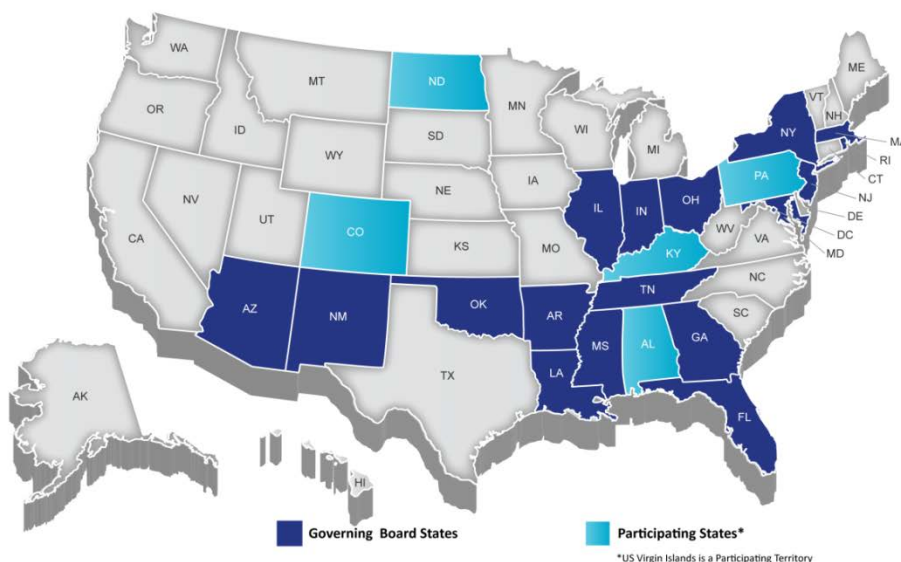 WA
MT
ND
MN
ME
VT
NH
OR
ID
SD
WI
MI
NY
MA
RI
CT
WY
IA
PA
NJ
NE
NV
UT
IL
IN
OH
DE
DC
MD
CO
KS
MO
WV
VA
KY
CA
NC
TN
AZ
NM
OK
AR
SC
MS
AL
GA
TX
LA
FL
AK
HI
Governing Board States
Participating States*
*US Virgin Islands is a Participating Territory